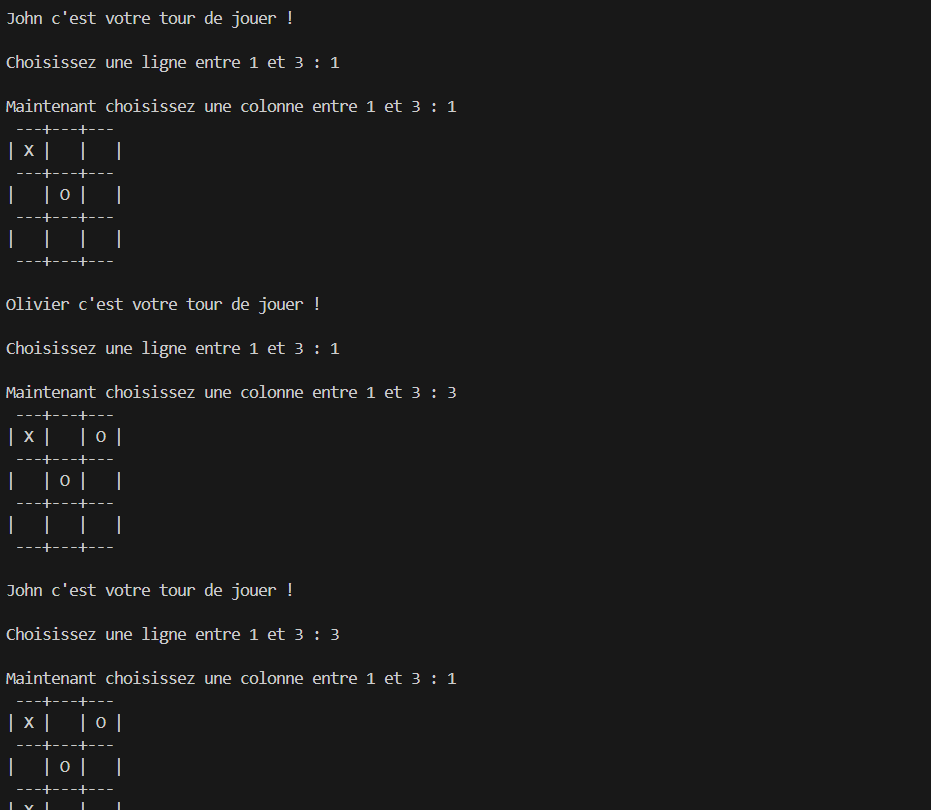 John c'est votre tour de jouer !
Choisissez une ligne entre 1 et 3 : 1
Maintenant choisissez une colonne entre 1 et 3 : 1
 ---+---+---
| X |   |   |
 ---+---+---
|   | O |   |
 ---+---+---
|   |   |   |
 ---+---+---
Olivier c'est votre tour de jouer !
Choisissez une ligne entre 1 et 3 : 1
Maintenant choisissez une colonne entre 1 et 3 : 3
 ---+---+---
| X |   | O |
 ---+---+---
|   | O |   |
 ---+---+---
|   |   |   |
 ---+---+---
John c'est votre tour de jouer !
Choisissez une ligne entre 1 et 3 : 3
Maintenant choisissez une colonne entre 1 et 3 : 1
 ---+---+---
| X |   | O |
 ---+---+---
|   | O |   |
 ---+---+---
| X |   |   |